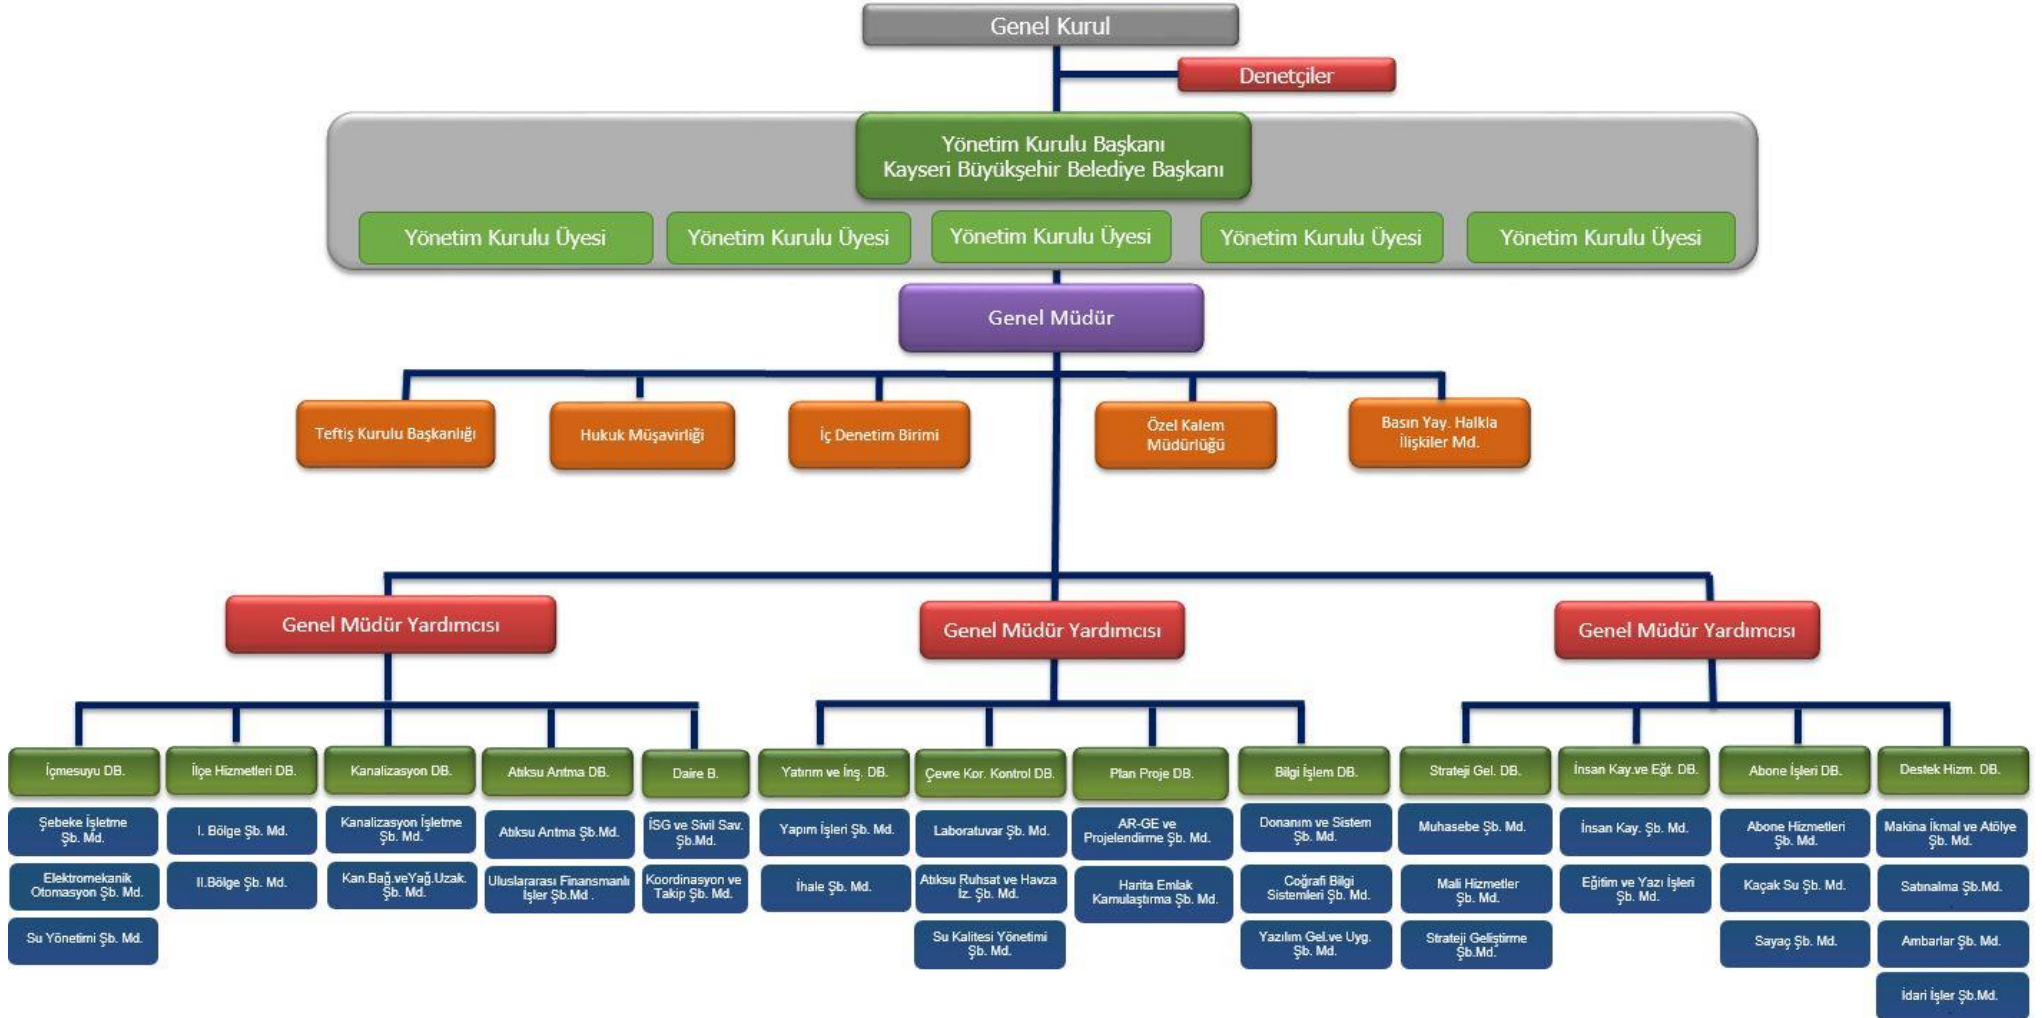 Genel Kurul
Denetçiler
Yönetim Kurulu Başkanı
Kayseri Büyükşehir Belediye Başkanı
Yönetim Kurulu Üyesi
Yönetim Kurulu Üyesi
Yönetim Kurulu Üyesi
Yönetim Kurulu Üyesi
Yönetim Kurulu Üyesi
Genel Müdür
Teftiş Kurulu Başkanlığı
Hukuk Müşavirliği
İç Denetim Birimi
Özel Kalem
Müdürlüğü
Basın Yay. Halkla
İlişkiler Md.
Genel Müdür Yardımcısı
Genel Müdür Yardımcısı
Genel Müdür Yardımcısı
İçmesuyu DB.
Şebeke İşletme
Şb. Md.
Elektromekanik
Otomasyon Şb. Md.
Su Yönetimi Şb. Md.
İlçe Hizmetleri DB.
I. Bölge Şb. Md.
II.Bölge Şb. Md.
Kanalizasyon DB.
Kanalizasyon İşletme
Şb. Md.
Kan.Bağ.veYağ.Uzak.
Şb. Md.
Atıksu Arıtma DB.
Atıksu Arıtma Şb.Md.
Uluslararası Finansmanlı
İşler Şb.Md .
Daire B.
İSG ve Sivil Sav.
Şb.Md.
Koordinasyon ve
Takip Şb. Md.
Yatırım ve İnş. DB.
Yapım İşleri Şb. Md.
İhale Şb. Md.
Çevre Kor. Kontrol DB.
Laboratuvar Şb. Md.
Atıksu Ruhsat ve Havza
İz. Şb. Md.
Su Kalitesi Yönetimi
Şb. Md.
Plan Proje DB.
AR-GE ve
Projelendirme Şb. Md.
Harita Emlak
Kamulaştırma Şb. Md.
Bilgi İşlem DB.
Donanım ve Sistem
Şb. Md.
Coğrafi Bilgi
Sistemleri Şb. Md.
Yazılım Gel.ve Uyg.
Şb. Md.
Strateji Gel. DB.
Muhasebe Şb. Md.
Mali Hizmetler
Şb. Md.
Strateji Geliştirme
Şb.Md.
İnsan Kay.ve Eğt. DB.
İnsan Kay. Şb. Md.
Eğitim ve Yazı İşleri
Şb. Md.
Abone İşleri DB.
Abone Hizmetleri
Şb. Md.
Kaçak Su Şb. Md.
Sayaç Şb. Md.
Destek Hizm. DB.
Makina İkmal ve Atölye
Şb. Md.
Satınalma Şb.Md.
Ambarlar Şb. Md.
İdari İşler Şb.Md.